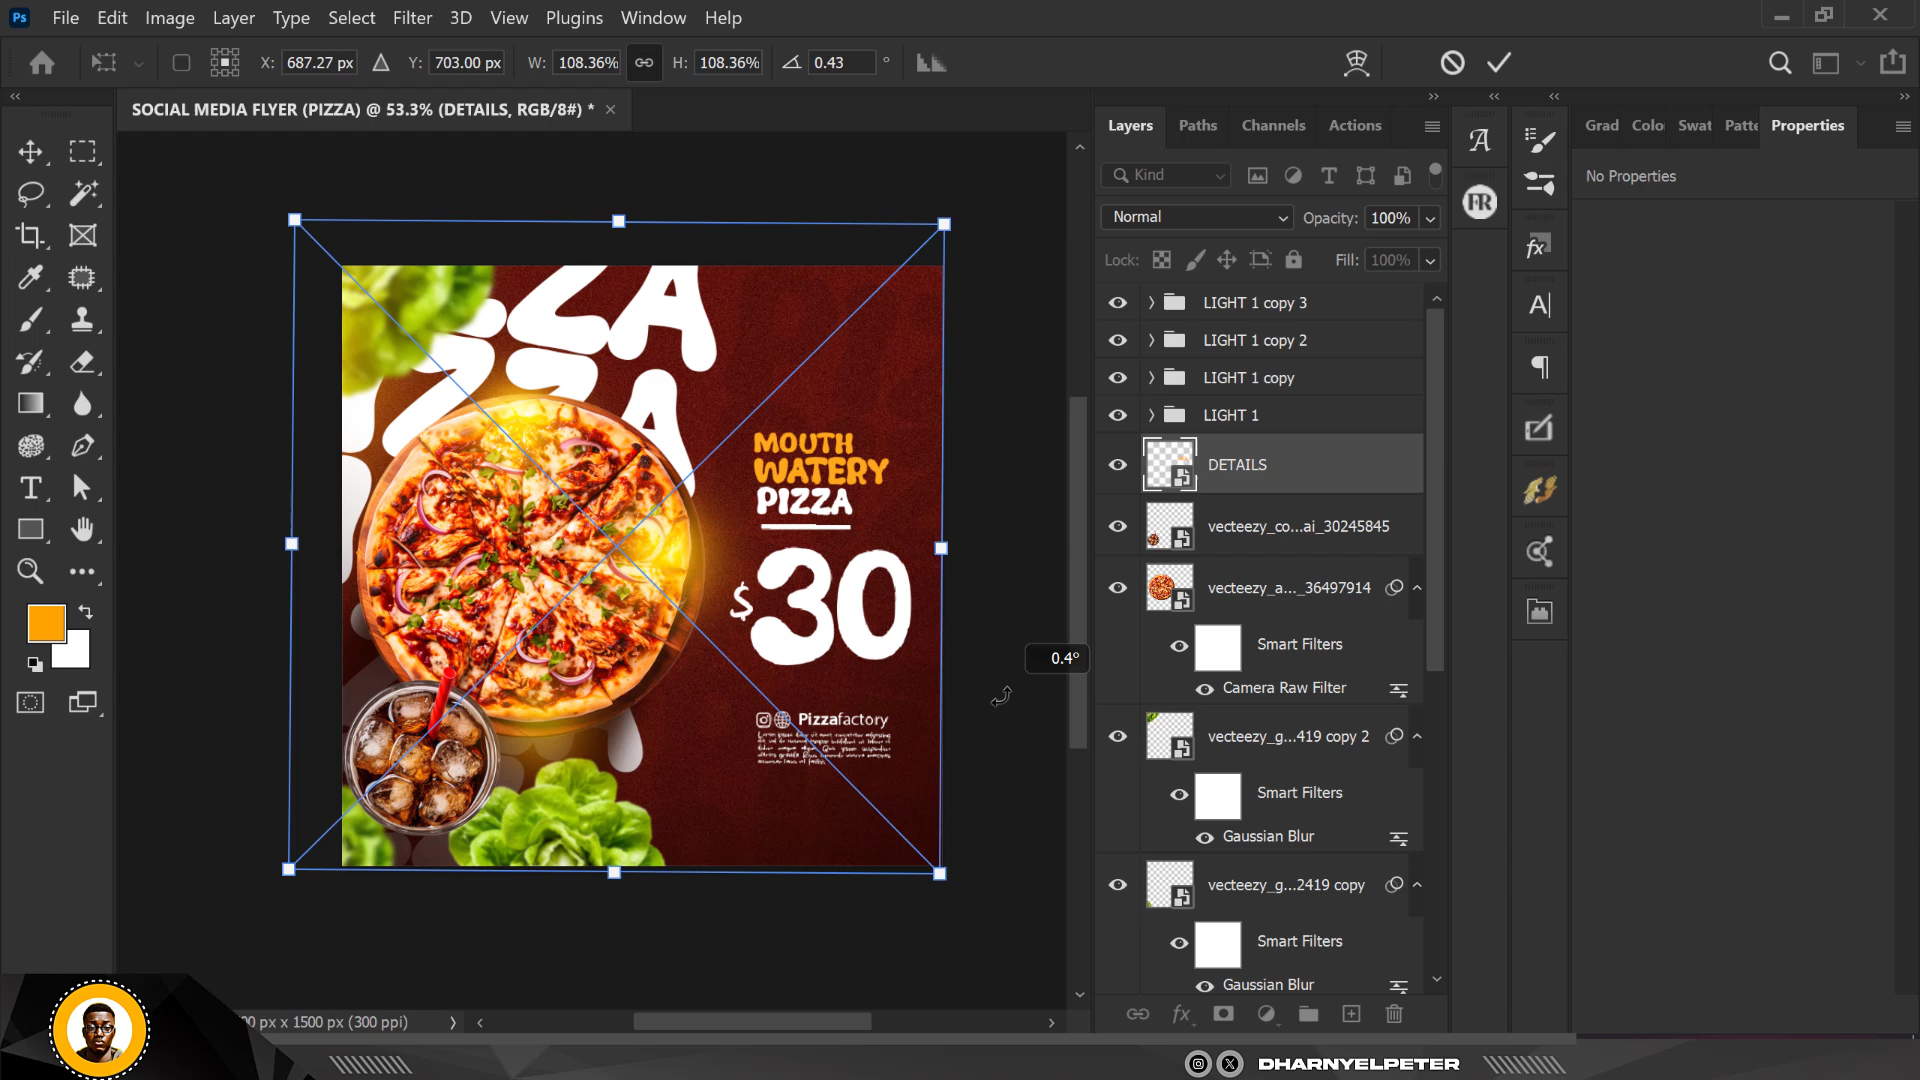 Ps File Edit Image Layer Type Select Filter 3D View Plugins Window Help
X: 687.27 px Y: 703.00 px W: 108.36% H: 108.36% 0.43 °
SOCIAL MEDIA FLYER (PIZZA) @ 53.3% (DETAILS, RGB/8#) * ×
Layers Paths Channels Actions
Kind
Normal Opacity: 100%
Lock: Fill: 100%
LIGHT 1 copy 3
LIGHT 1 copy 2
LIGHT 1 copy
LIGHT 1
DETAILS
vecteezy_co...ai_30245845
vecteezy_a..._36497914
Smart Filters
Camera Raw Filter
vecteezy_g...419 copy 2
Smart Filters
Gaussian Blur
vecteezy_g...2419 copy
Smart Filters
Gaussian Blur
FR
Grad Colo Swat Patte Properties
No Properties
ZZA
PIZZA
MOUTH
WATERY
PIZZA
$30
Pizzafactory
0.4°
0 px x 1500 px (300 ppi)
DHARNYELPETER